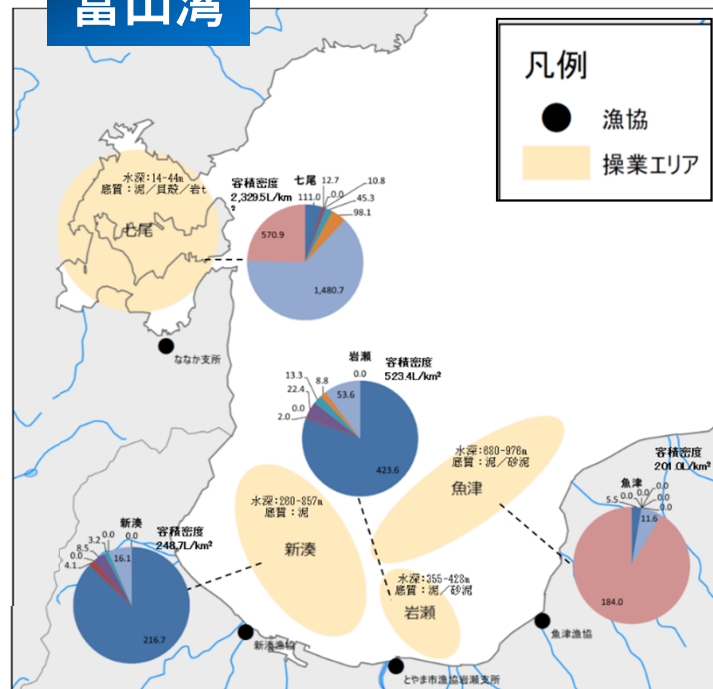 富山湾
凡例
漁協
操業エリア
水深:14-44m
底質:泥/貝殻/岩
七尾
ななか支所
容積密度
2,329.5L/km²
七尾
111.0
12.7
0.0
10.8
45.3
98.1
1,480.7
570.9
岩瀬
容積密度
523.4L/km²
0.0
53.6
8.8
13.3
22.4
0.0
2.0
423.6
水深:680-976m
底質:泥/砂泥
魚津
容積密度
201.0L/km²
魚津
5.5
0.0
0.0
0.0
0.0
0.0
11.6
184.0
魚津漁協
水深:260-857m
底質:泥
新湊
新湊
容積密度
248.7L/km²
0.0
0.0
3.2
8.5
0.0
4.1
16.1
216.7
新湊漁協
水深:355-428m
底質:泥/砂泥
岩瀬
とやま市漁協岩瀬支所